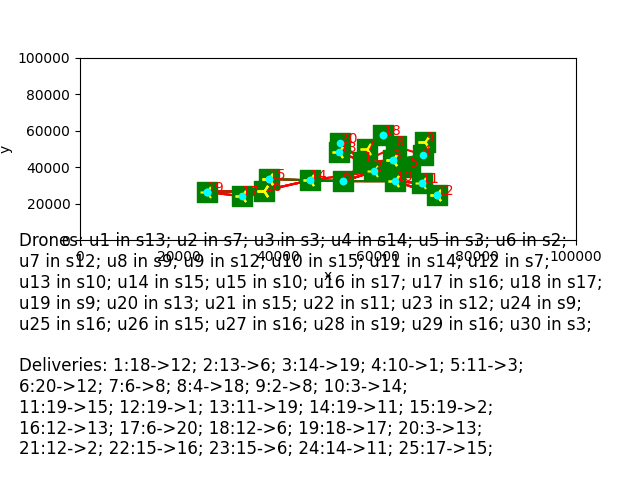 100000
80000
60000
40000
20000
0
y
0 20000 40000 60000 80000 100000
x
Drones: u1 in s13; u2 in s7; u3 in s3; u4 in s14; u5 in s3; u6 in s2;
u7 in s12; u8 in s9; u9 in s12; u10 in s15; u11 in s14; u12 in s7;
u13 in s10; u14 in s15; u15 in s10; u16 in s17; u17 in s16; u18 in s17;
u19 in s9; u20 in s13; u21 in s15; u22 in s11; u23 in s12; u24 in s9;
u25 in s16; u26 in s15; u27 in s16; u28 in s19; u29 in s16; u30 in s3;
Deliveries: 1:18->12; 2:13->6; 3:14->19; 4:10->1; 5:11->3;
6:20->12; 7:6->8; 8:4->18; 9:2->8; 10:3->14;
11:19->15; 12:19->1; 13:11->19; 14:19->11; 15:19->2;
16:12->13; 17:6->20; 18:12->6; 19:18->17; 20:3->13;
21:12->2; 22:15->16; 23:15->6; 24:14->11; 25:17->15;